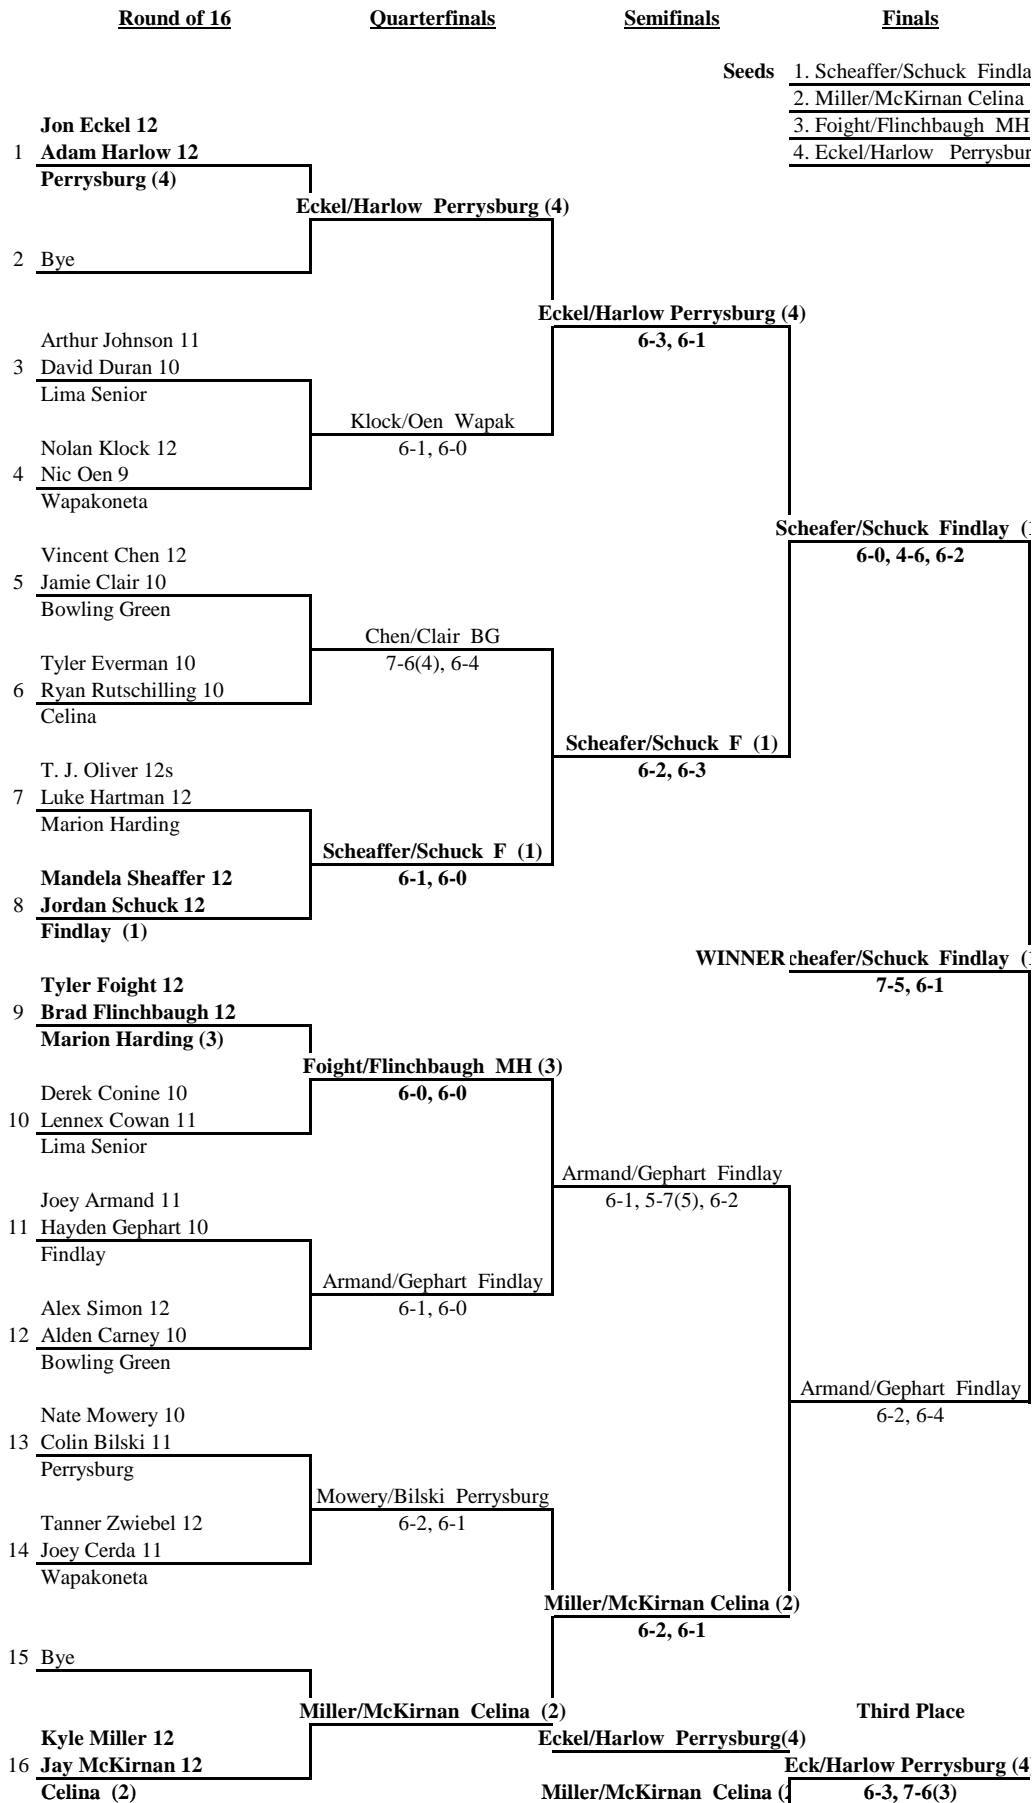 Round of 16 Quarterfinals Semifinals Finals
Seeds 1. Scheaffer/Schuck Findla
2. Miller/McKirnan Celina
Jon Eckel 12 3. Foight/Flinchbaugh MH
1 Adam Harlow 12 4. Eckel/Harlow Perrysbur
Perrysburg (4)
Eckel/Harlow Perrysburg (4)
2 Bye
Eckel/Harlow Perrysburg (4)
Arthur Johnson 11 6-3, 6-1
3 David Duran 10
Lima Senior
Klock/Oen Wapak
Nolan Klock 12 6-1, 6-0
4 Nic Oen 9
Wapakoneta
Scheafer/Schuck Findlay (1
Vincent Chen 12 6-0, 4-6, 6-2
5 Jamie Clair 10
Bowling Green
Chen/Clair BG
Tyler Everman 10 7-6(4), 6-4
6 Ryan Rutschilling 10
Celina
Scheafer/Schuck F (1)
T. J. Oliver 12s 6-2, 6-3
7 Luke Hartman 12
Marion Harding
Scheaffer/Schuck F (1)
Mandela Sheaffer 12 6-1, 6-0
8 Jordan Schuck 12
Findlay (1)
WINNER cheafer/Schuck Findlay (1
Tyler Foight 12 7-5, 6-1
9 Brad Flinchbaugh 12
Marion Harding (3)
Foight/Flinchbaugh MH (3)
Derek Conine 10 6-0, 6-0
10 Lennex Cowan 11
Lima Senior
Armand/Gephart Findlay
Joey Armand 11 6-1, 5-7(5), 6-2
11 Hayden Gephart 10
Findlay
Armand/Gephart Findlay
Alex Simon 12 6-1, 6-0
12 Alden Carney 10
Bowling Green
Armand/Gephart Findlay
Nate Mowery 10 6-2, 6-4
13 Colin Bilski 11
Perrysburg
Mowery/Bilski Perrysburg
Tanner Zwiebel 12 6-2, 6-1
14 Joey Cerda 11
Wapakoneta
Miller/McKirnan Celina (2)
6-2, 6-1
15 Bye
Miller/McKirnan Celina (2) Third Place
Kyle Miller 12 Eckel/Harlow Perrysburg(4)
16 Jay McKirnan 12 Eck/Harlow Perrysburg (4
Celina (2) Miller/McKirnan Celina (2 6-3, 7-6(3)